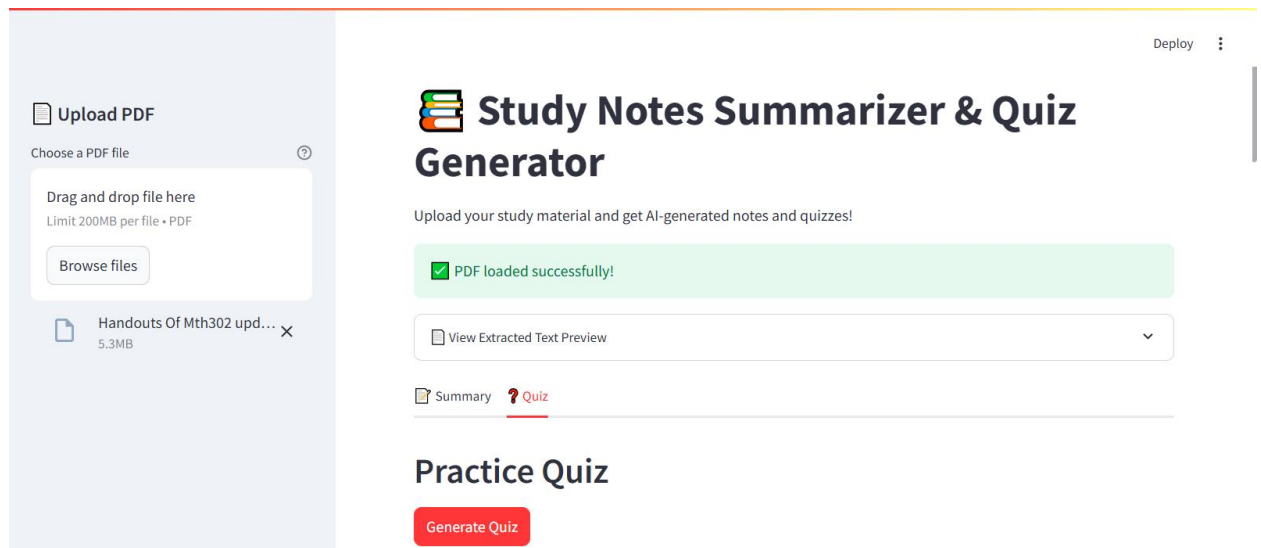 Deploy
Upload PDF
Choose a PDF file
Drag and drop file here
Limit 200MB per file • PDF
Browse files
Handouts Of Mth302 upd...
5.3MB
Study Notes Summarizer & Quiz
Generator
Upload your study material and get AI-generated notes and quizzes!
PDF loaded successfully!
View Extracted Text Preview
Summary
Quiz
Practice Quiz
Generate Quiz